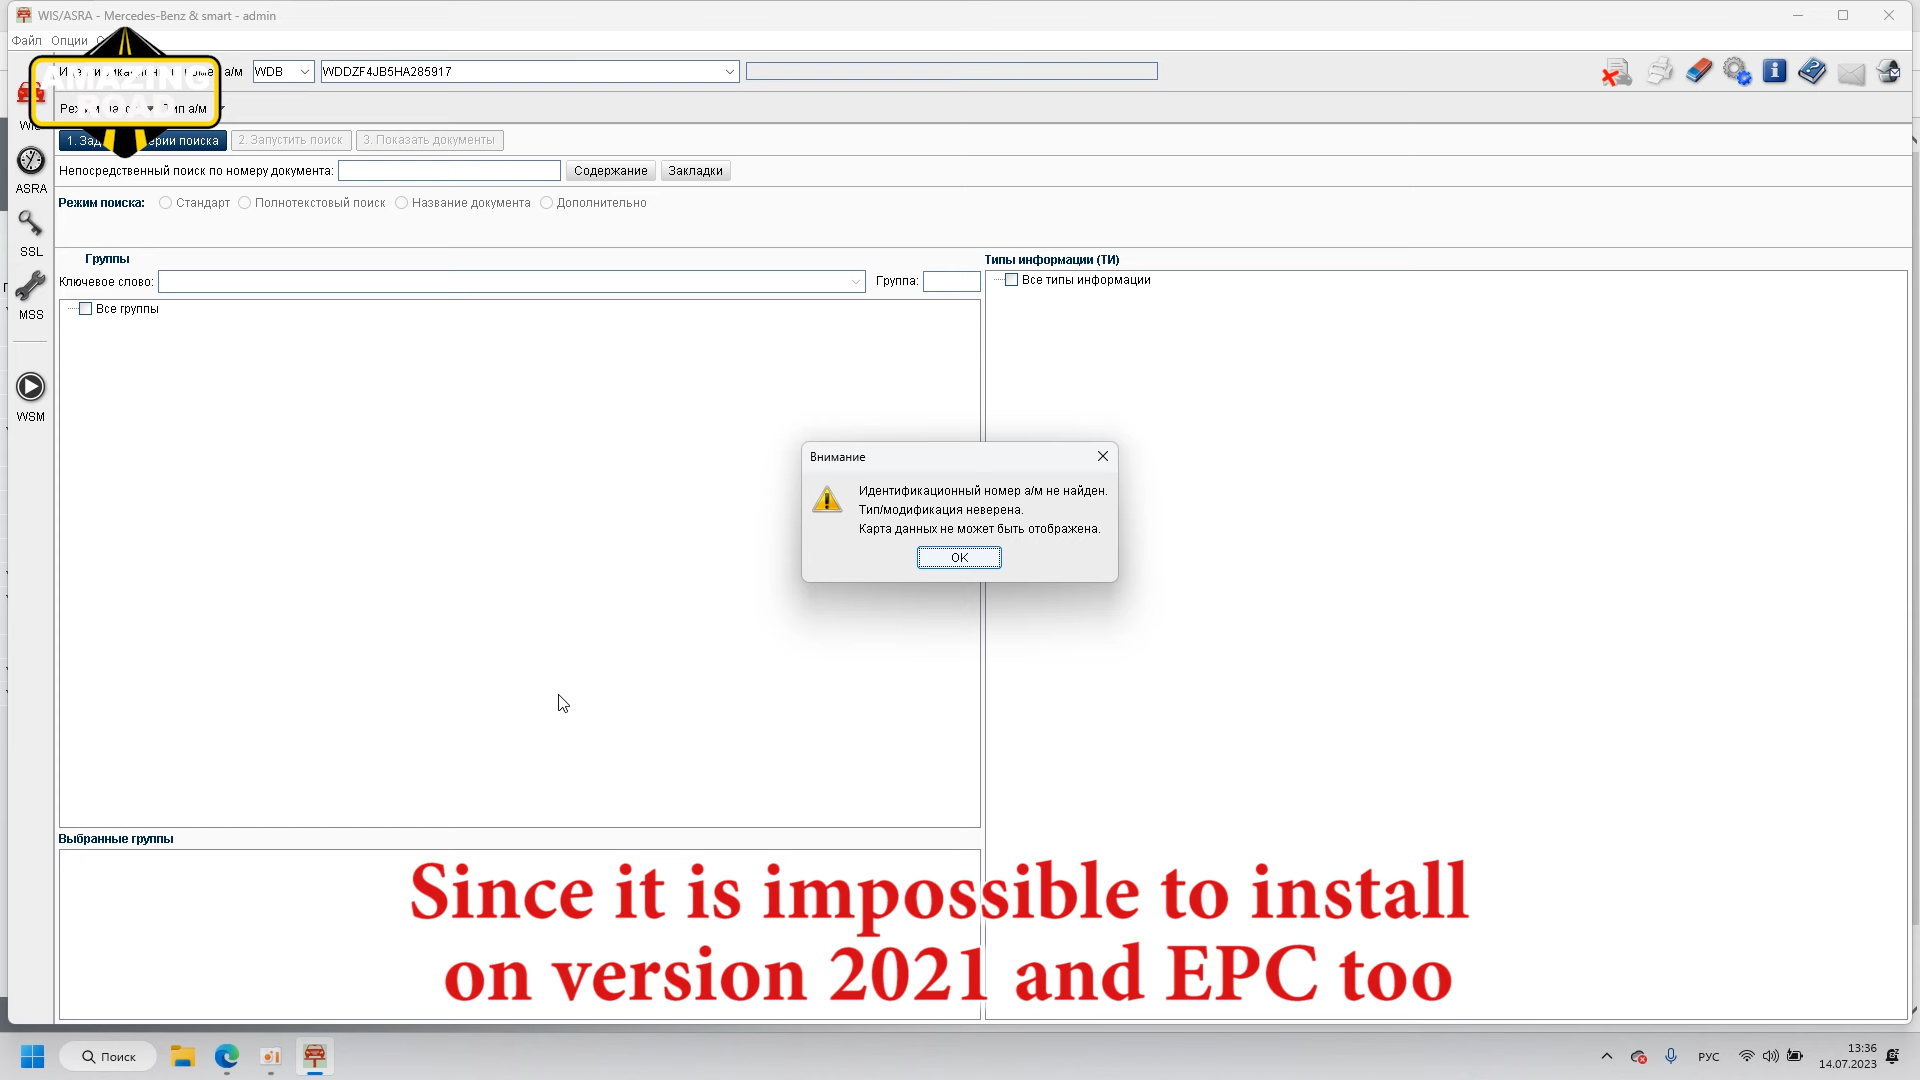 WIS/ASRA - Mercedes-Benz & smart - admin
Файл Опции
а/м WDB WDDZF4JB5HA285917
AMAZING
ROAD
ип а/м
WIS
1. Зад ерии поиска 2. Запустить поиск 3. Показать документы
Непосредственный поиск по номеру документа: Содержание Закладки
ASRA
Режим поиска: Стандарт Полнотекстовый поиск Название документа Дополнительно
SSL
Группы
Типы информации (ТИ)
Ключевое слово: Группа:
Все типы информации
Все группы
MSS
WSM
Внимание
Идентификационный номер а/м не найден.
Тип/модификация неверена.
Карта данных не может быть отображена.
OK
Выбранные группы
Since it is impossible to install
on version 2021 and EPC too
Поиск
РУС
13:36
14.07.2023